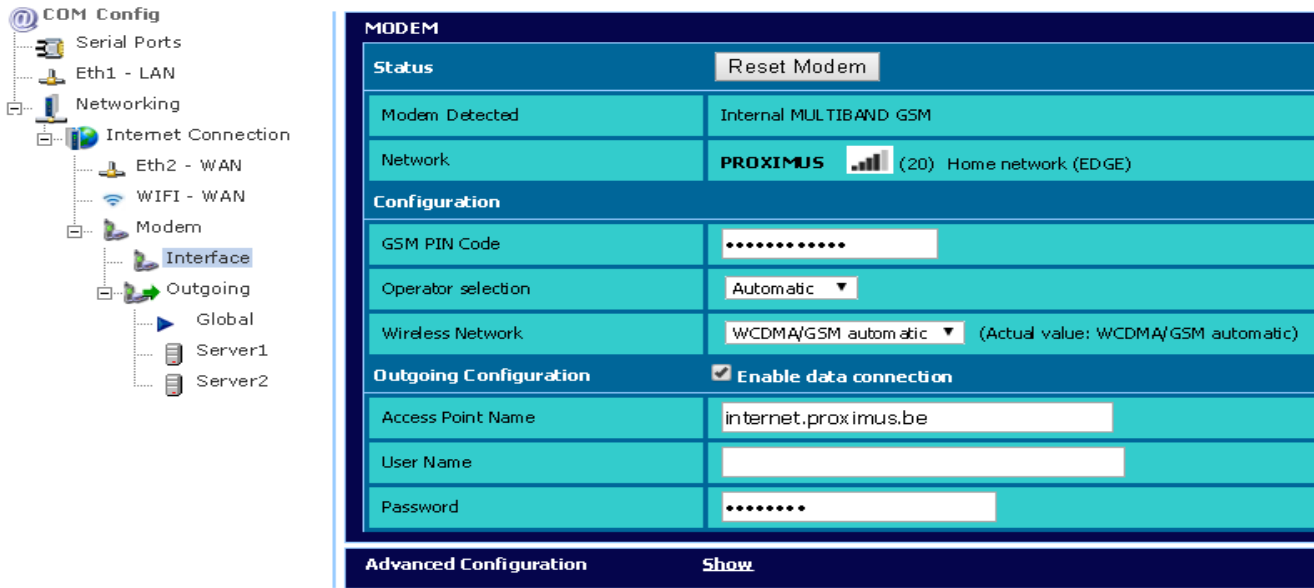 COM Config
Serial Ports
Eth1 - LAN
Networking
Internet Connection
Eth2 - WAN
WIFI - WAN
Modem
Interface
Outgoing
Global
Server1
Server2
MODEM
Status Reset Modem
Modem Detected Internal MULTIBAND GSM
Network PROXIMUS (20) Home network (EDGE)
Configuration
GSM PIN Code ••••••••••••
Operator selection Automatic
Wireless Network WCDMA/GSM automatic (Actual value: WCDMA/GSM automatic)
Outgoing Configuration Enable data connection
Access Point Name internet.proximus.be
User Name
Password ••••••••
Advanced Configuration Show